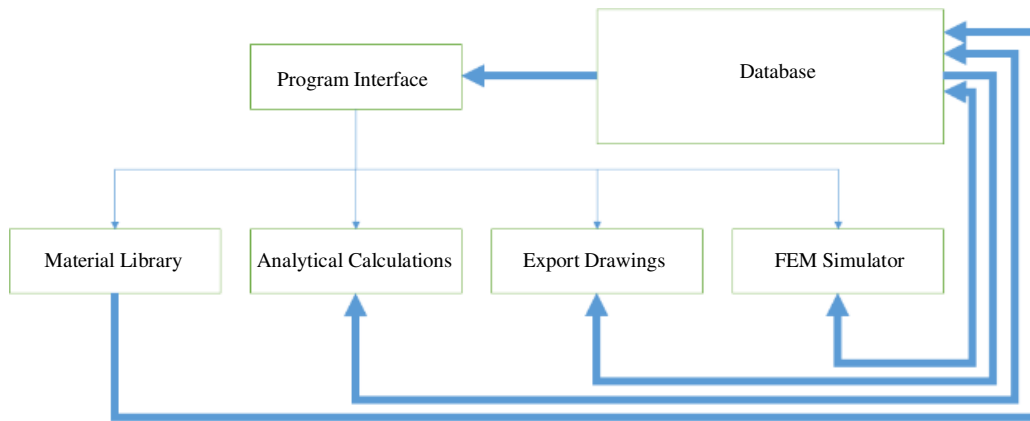 Database
Program Interface
Material Library
Analytical Calculations
Export Drawings
FEM Simulator